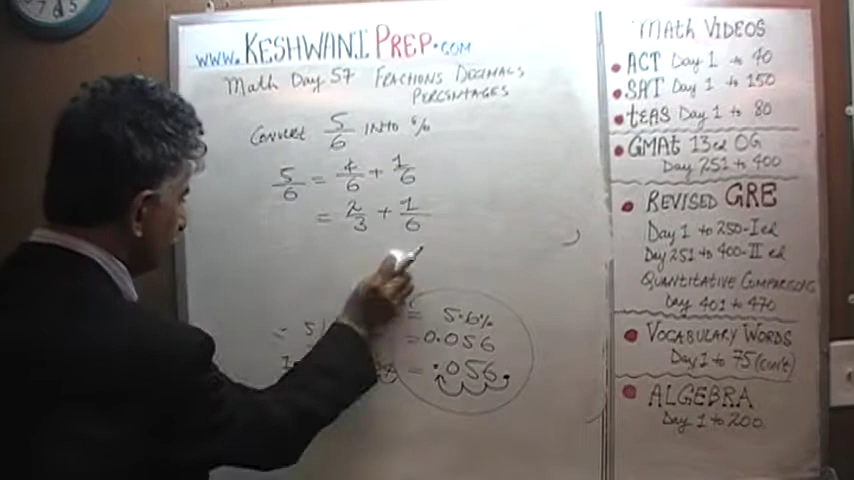 www.KESHWANIPREP.COM
Math Day 57 FRACTIONS DECIMALS
PERCENTAGES
CONVERT 5/6 INTO %
5/6 = 4/6 + 1/6
= 2/3 + 1/6
= 5.6%
= 0.056
= .056.
MATH VIDEOS
ACT Day 1 to 40
SAT Day 1 to 150
tEAS Day 1 to 80
GMAt 13ed OG
Day 251 to 400
REVISED GRE
Day 1 to 250-I ed
Day 251 to 400-II ed
QUANTITATIVE COMPARISONS
Day 401 to 470
VOCABULARY WORDS
Day 1 to 75 (con't)
ALGEBRA
Day 1 to 200